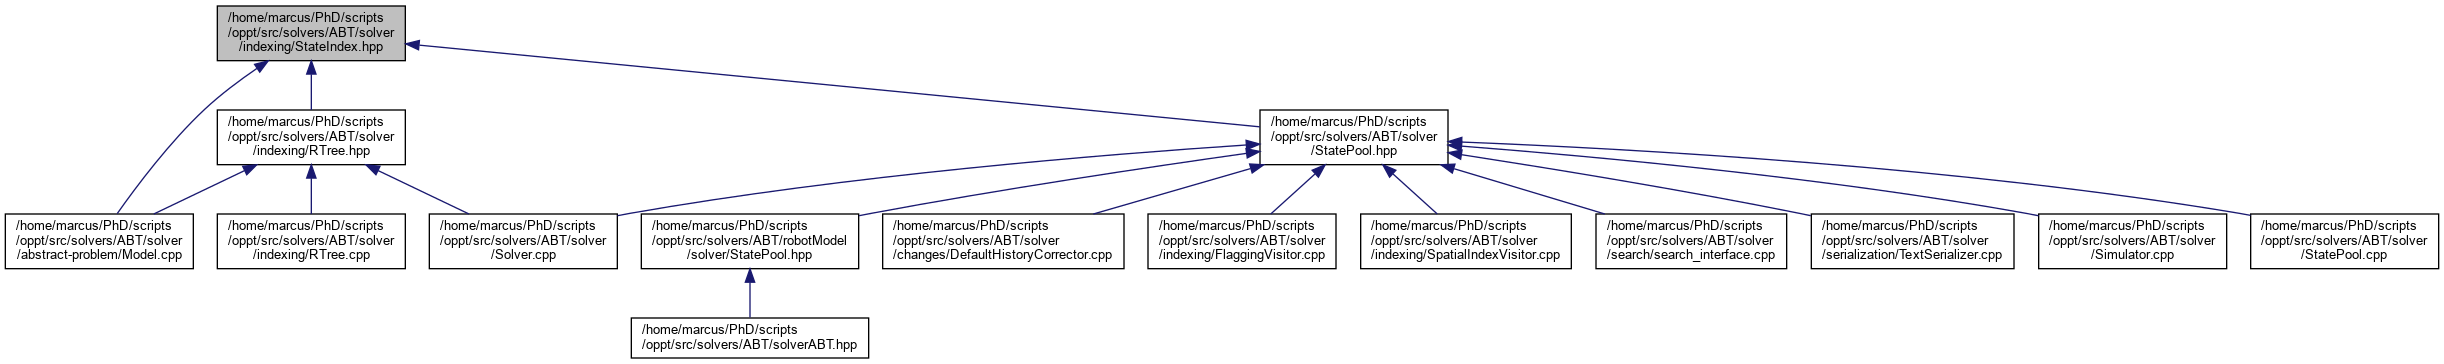 /home/marcus/PhD/scripts
/oppt/src/solvers/ABT/solver
/indexing/StateIndex.hpp
/home/marcus/PhD/scripts
/oppt/src/solvers/ABT/solver
/indexing/RTree.hpp
/home/marcus/PhD/scripts
/oppt/src/solvers/ABT/solver
/StatePool.hpp
/home/marcus/PhD/scripts
/oppt/src/solvers/ABT/solver
/abstract-problem/Model.cpp
/home/marcus/PhD/scripts
/oppt/src/solvers/ABT/solver
/indexing/RTree.cpp
/home/marcus/PhD/scripts
/oppt/src/solvers/ABT/solver
/Solver.cpp
/home/marcus/PhD/scripts
/oppt/src/solvers/ABT/robotModel
/solver/StatePool.hpp
/home/marcus/PhD/scripts
/oppt/src/solvers/ABT/solver
/changes/DefaultHistoryCorrector.cpp
/home/marcus/PhD/scripts
/oppt/src/solvers/ABT/solver
/indexing/FlaggingVisitor.cpp
/home/marcus/PhD/scripts
/oppt/src/solvers/ABT/solver
/indexing/SpatialIndexVisitor.cpp
/home/marcus/PhD/scripts
/oppt/src/solvers/ABT/solver
/search/search_interface.cpp
/home/marcus/PhD/scripts
/oppt/src/solvers/ABT/solver
/serialization/TextSerializer.cpp
/home/marcus/PhD/scripts
/oppt/src/solvers/ABT/solver
/Simulator.cpp
/home/marcus/PhD/scripts
/oppt/src/solvers/ABT/solver
/StatePool.cpp
/home/marcus/PhD/scripts
/oppt/src/solvers/ABT/solverABT.hpp